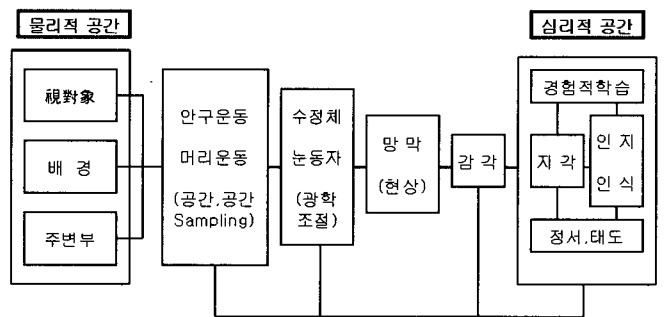 물리적 공간
심리적 공간
視對象
배 경
주변부
안구운동
머리운동
(공간,공간
Sampling)
수정체
눈동자
(광학
조절)
망 막
(현상)
감 각
경험적학습
지 각
인 지
인 식
정서,태도